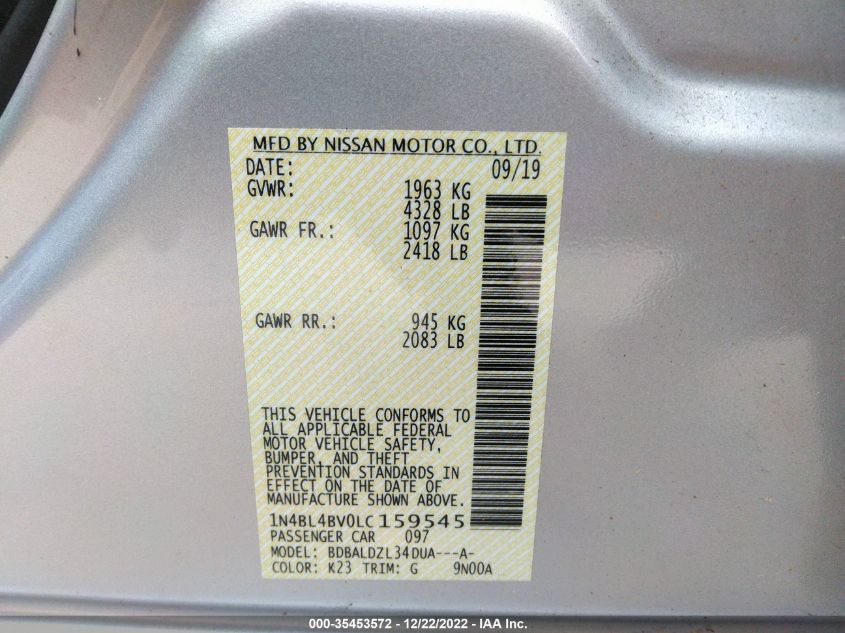 MFD BY NISSAN MOTOR CO., LTD.
DATE: 09/19
GVWR: 1963 KG
4328 LB
GAWR FR.: 1097 KG
2418 LB
GAWR RR.: 945 KG
2083 LB
THIS VEHICLE CONFORMS TO
ALL APPLICABLE FEDERAL
MOTOR VEHICLE SAFETY,
BUMPER, AND THEFT
PREVENTION STANDARDS IN
EFFECT ON THE DATE OF
MANUFACTURE SHOWN ABOVE.
1N4BL4BV0LC159545
PASSENGER CAR 097
MODEL: BDBALDZL34DUA---A-
COLOR: K23 TRIM: G 9N00A
000-35453572 - 12/22/2022 - IAA Inc.